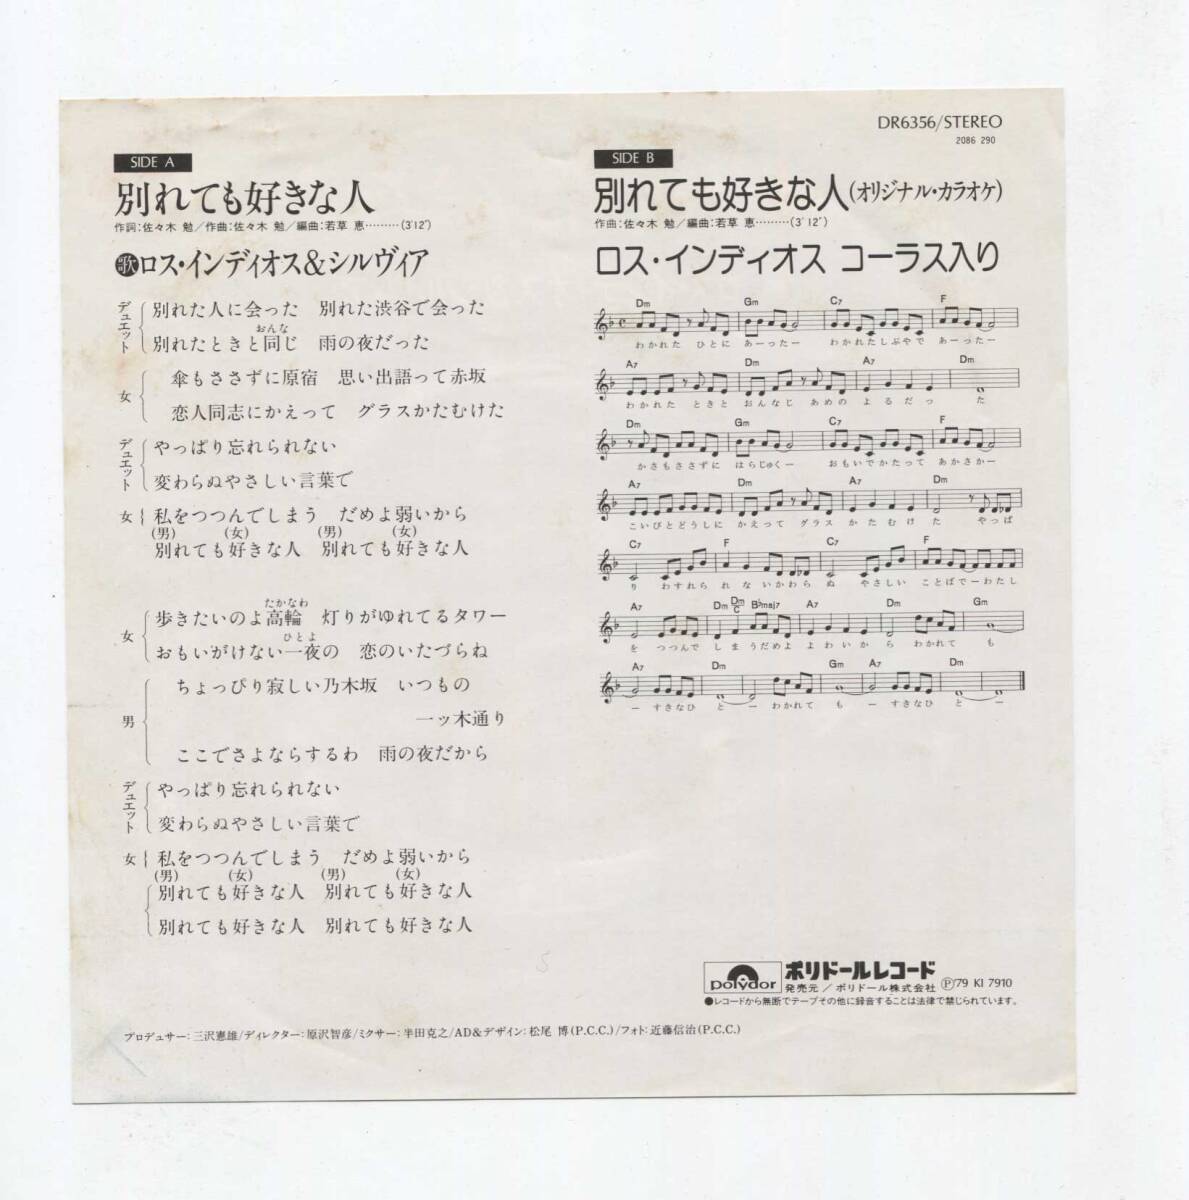 DR6356/STEREO
2086 290
SIDE A
別れても好きな人
作詞:佐々木 勉/作曲:佐々木 勉/編曲:若草 恵………(3'12")
歌 ロス・インディオス&シルヴィア
デュエット
別れた人に会った 別れた渋谷で会った
おんな
別れたときと同じ 雨の夜だった
女
傘もささずに原宿 思い出語って赤坂
恋人同志にかえって グラスかたむけた
デュエット
やっぱり忘れられない
変わらぬやさしい言葉で
女
私をつつんでしまう だめよ弱いから
(男) (女) (男) (女)
別れても好きな人 別れても好きな人
たかなわ
女
歩きたいのよ高輪 灯りがゆれてるタワー
ひとよ
おもいがけない一夜の 恋のいたづらね
男
ちょっぴり寂しい乃木坂 いつもの
一ッ木通り
ここでさよならするわ 雨の夜だから
デュエット
やっぱり忘れられない
変わらぬやさしい言葉で
女
私をつつんでしまう だめよ弱いから
(男) (女) (男) (女)
別れても好きな人 別れても好きな人
別れても好きな人 別れても好きな人
SIDE B
別れても好きな人(オリジナル・カラオケ)
作曲:佐々木 勉/編曲:若草 恵………(3'12")
ロス・インディオス コーラス入り
Dm Gm C7 F
わかれた ひとに あーったー わかれたしぶやで あーったー
A7 Dm A7 Dm
わかれた ときと おんなじ あめの よるだっ た
Dm Gm C7 F
かさもささずに はらじゅくー おもいでかたって あかさかー
A7 Dm A7 Dm
こいびとどうしに かえって グラス かたむけ た やっぱ
C7 F C7 F
り わすれら れないかわら ぬ やさしい ことばでーわたし
A7 Dm Dm/C B♭maj7 A7 Dm Gm
を つつんで しまうだめよ よわいから わかれて も
A7 Dm Gm A7 Dm
ーすきなひ とー わかれて もーすきなひ とー
polydor
ポリドールレコード
発売元/ポリドール株式会社 Ⓟ'79 KI 7910
●レコードから無断でテープその他に録音することは法律で禁じられています。
プロデュサー:三沢憲雄/ディレクター:原沢智彦/ミクサー:半田克之/AD&デザイン:松尾 博(P.C.C.)/フォト:近藤信治(P.C.C.)